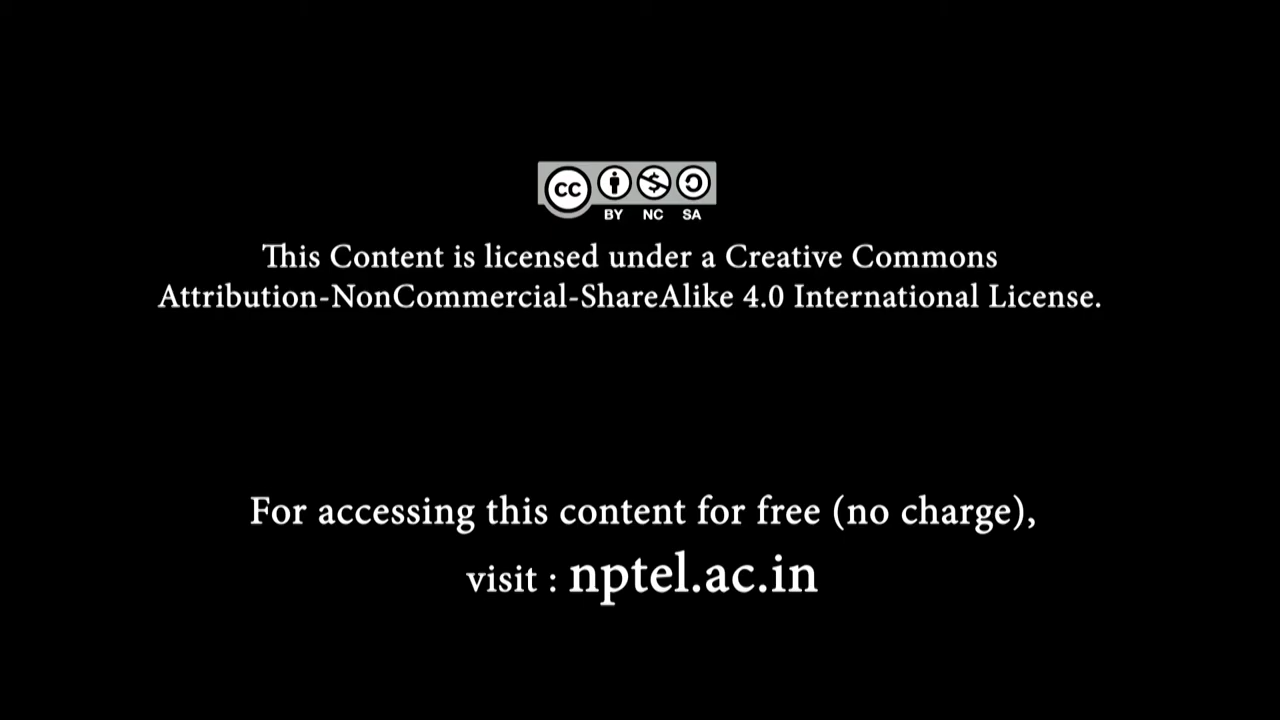 cc
BY NC SA
This Content is licensed under a Creative Commons
Attribution-NonCommercial-ShareAlike 4.0 International License.
For accessing this content for free (no charge),
visit : nptel.ac.in